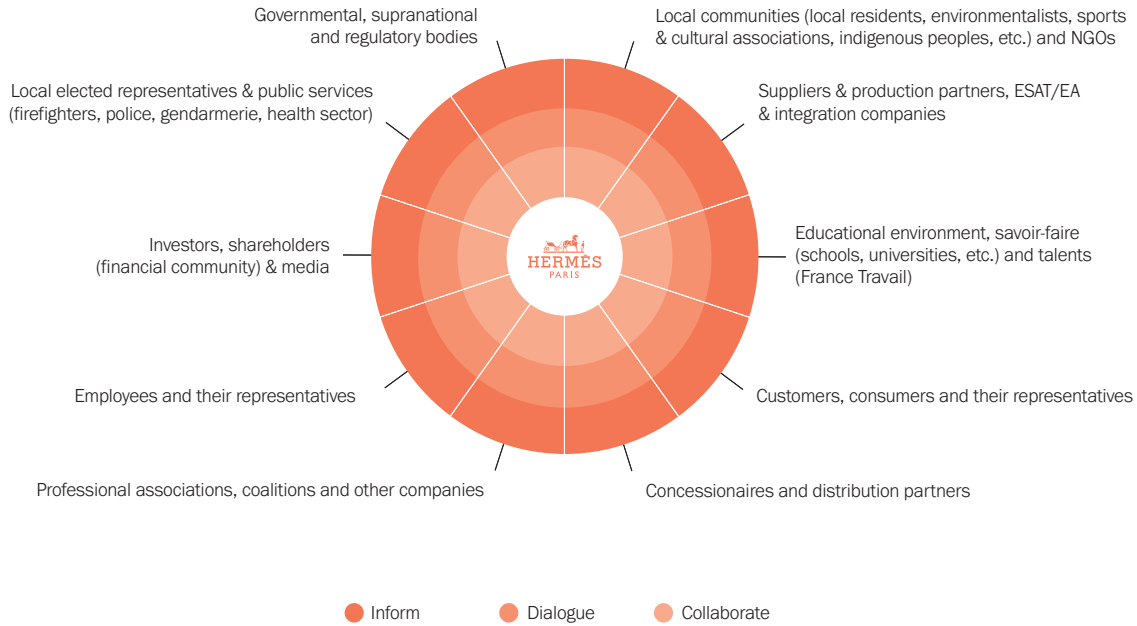 Governmental, supranational
and regulatory bodies
Local communities (local residents, environmentalists, sports
& cultural associations, indigenous peoples, etc.) and NGOs
Local elected representatives & public services
(firefighters, police, gendarmerie, health sector)
Suppliers & production partners, ESAT/EA
& integration companies
Investors, shareholders
(financial community) & media
HERMÈS
PARIS
Educational environment, savoir-faire
(schools, universities, etc.) and talents
(France Travail)
Employees and their representatives
Customers, consumers and their representatives
Professional associations, coalitions and other companies
Concessionaires and distribution partners
Inform
Dialogue
Collaborate